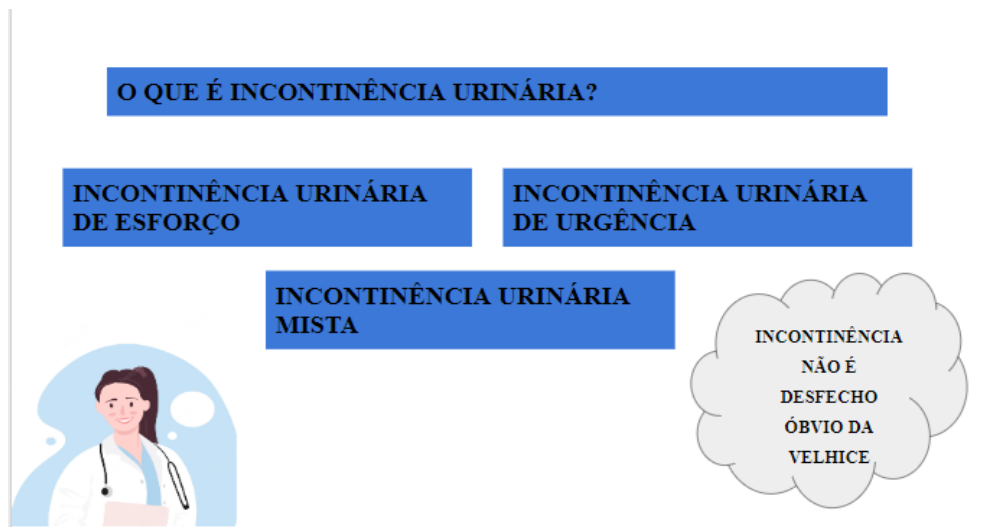 O QUE É INCONTINÊNCIA URINÁRIA?
INCONTINÊNCIA URINÁRIA
DE ESFORÇO
INCONTINÊNCIA URINÁRIA
DE URGÊNCIA
INCONTINÊNCIA URINÁRIA
MISTA
INCONTINÊNCIA
NÃO É
DESFECHO
ÓBVIO DA
VELHICE